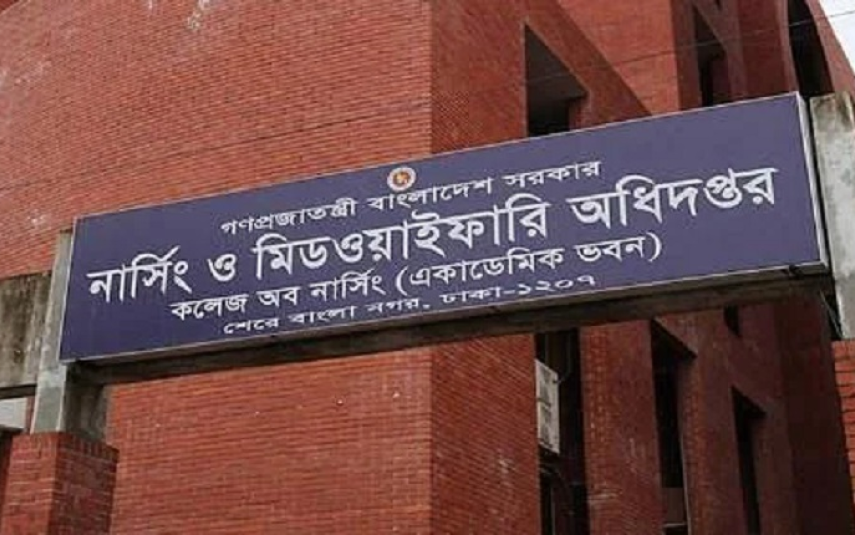 গণপ্রজাতন্ত্রী বাংলাদেশ সরকার
নার্সিং ও মিডওয়াইফারি অধিদপ্তর
কলেজ অব নার্সিং (একাডেমিক ভবন)
শেরে বাংলা নগর, ঢাকা-১২০৭